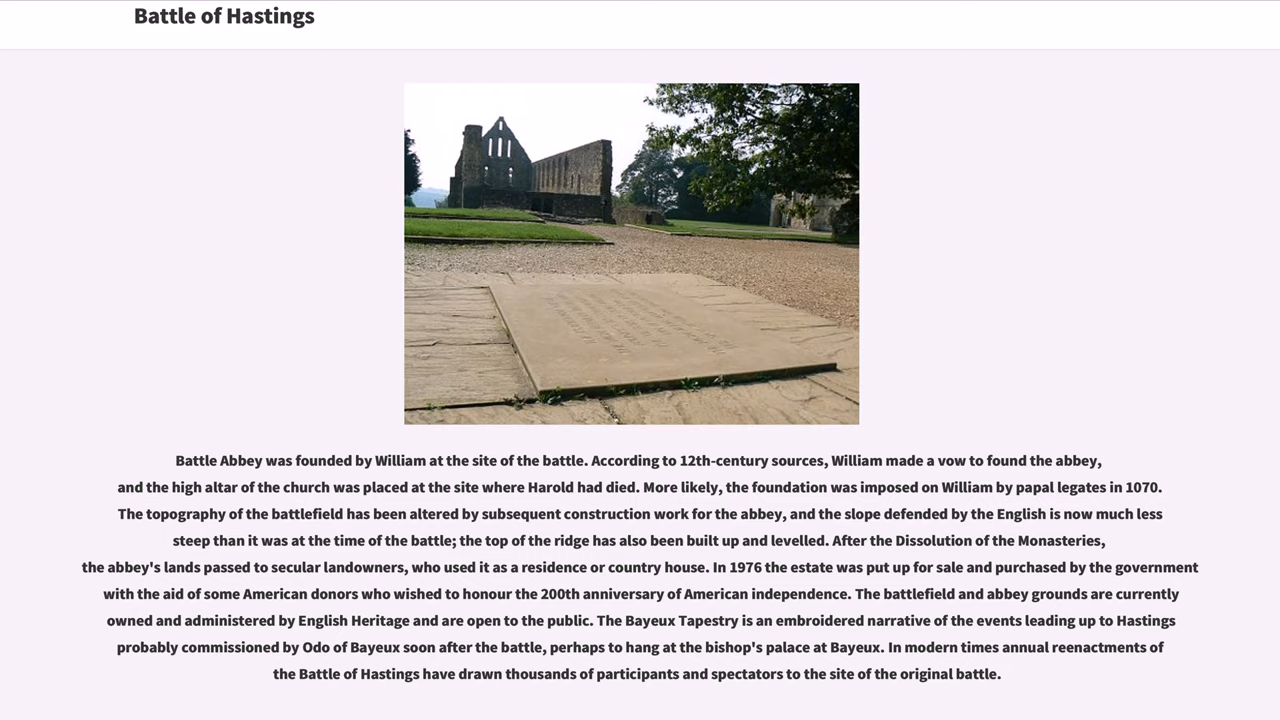 Battle of Hastings
Battle Abbey was founded by William at the site of the battle. According to 12th-century sources, William made a vow to found the abbey,
and the high altar of the church was placed at the site where Harold had died. More likely, the foundation was imposed on William by papal legates in 1070.
The topography of the battlefield has been altered by subsequent construction work for the abbey, and the slope defended by the English is now much less
steep than it was at the time of the battle; the top of the ridge has also been built up and levelled. After the Dissolution of the Monasteries,
the abbey's lands passed to secular landowners, who used it as a residence or country house. In 1976 the estate was put up for sale and purchased by the government
with the aid of some American donors who wished to honour the 200th anniversary of American independence. The battlefield and abbey grounds are currently
owned and administered by English Heritage and are open to the public. The Bayeux Tapestry is an embroidered narrative of the events leading up to Hastings
probably commissioned by Odo of Bayeux soon after the battle, perhaps to hang at the bishop's palace at Bayeux. In modern times annual reenactments of
the Battle of Hastings have drawn thousands of participants and spectators to the site of the original battle.